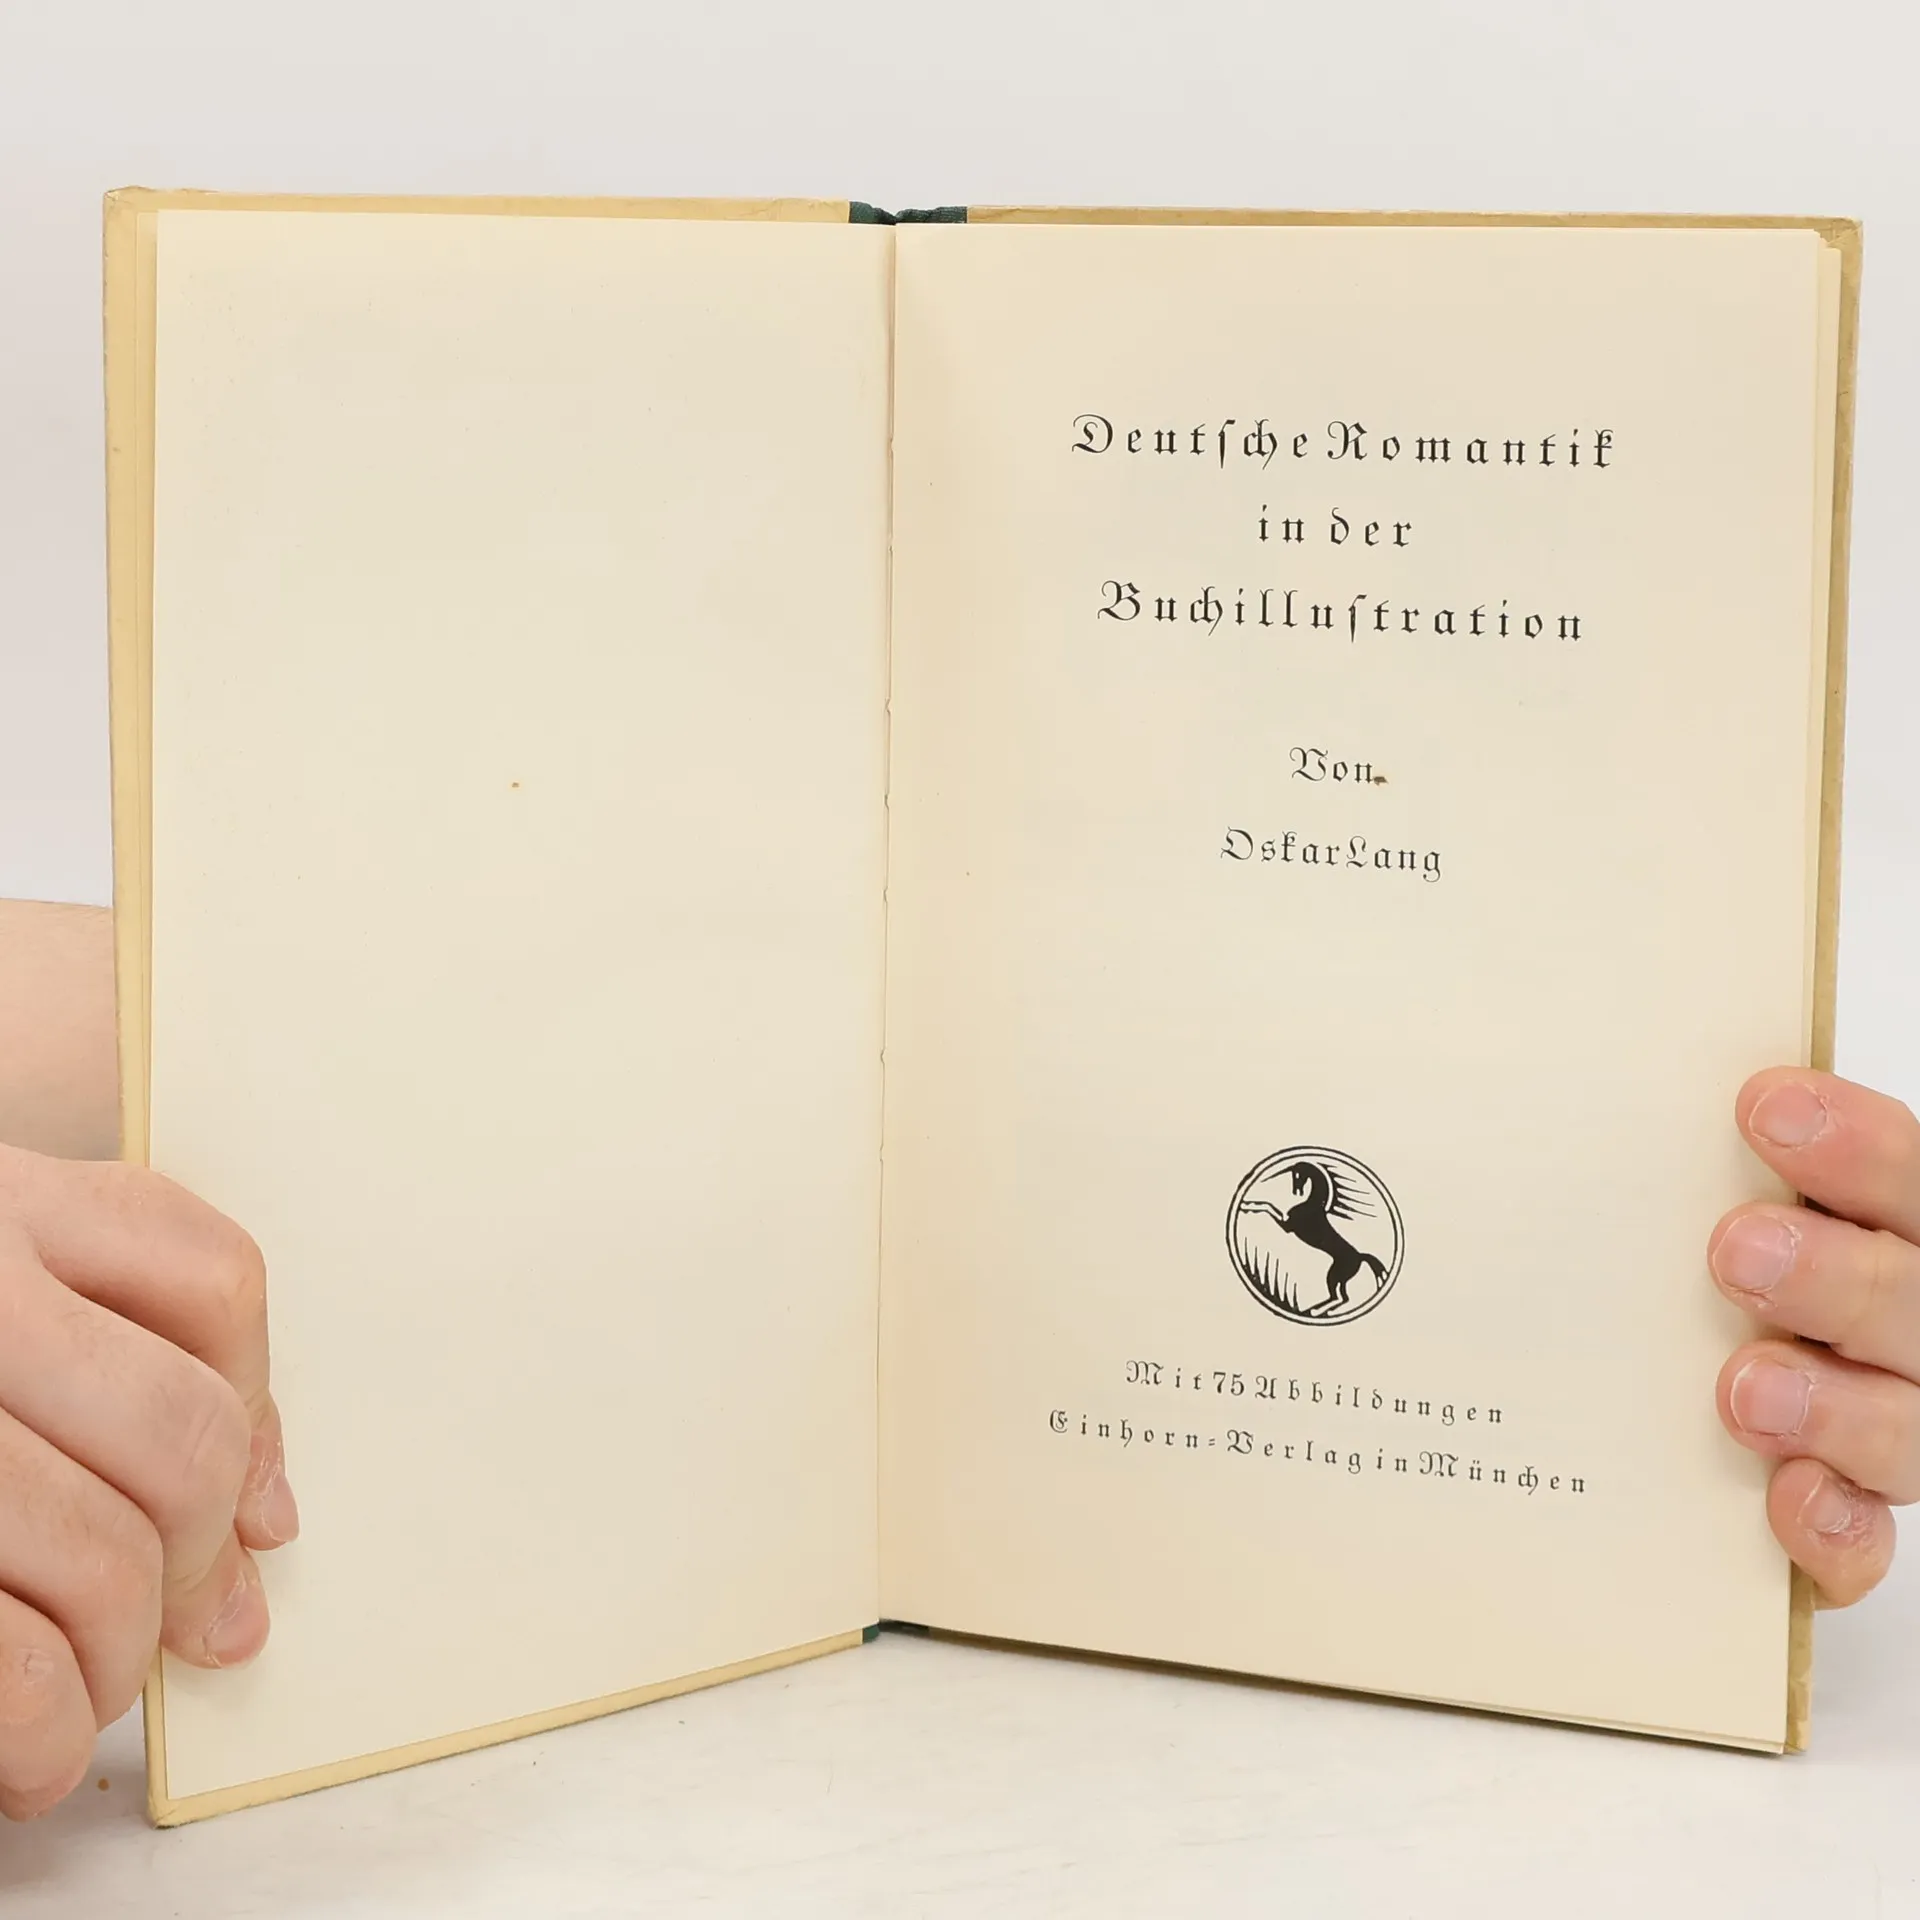 Deutſche Romantik
in der
Buchilluſtration
Von
Oskar Lang
Mit 75 Abbildungen
Einhorn-Verlag in München